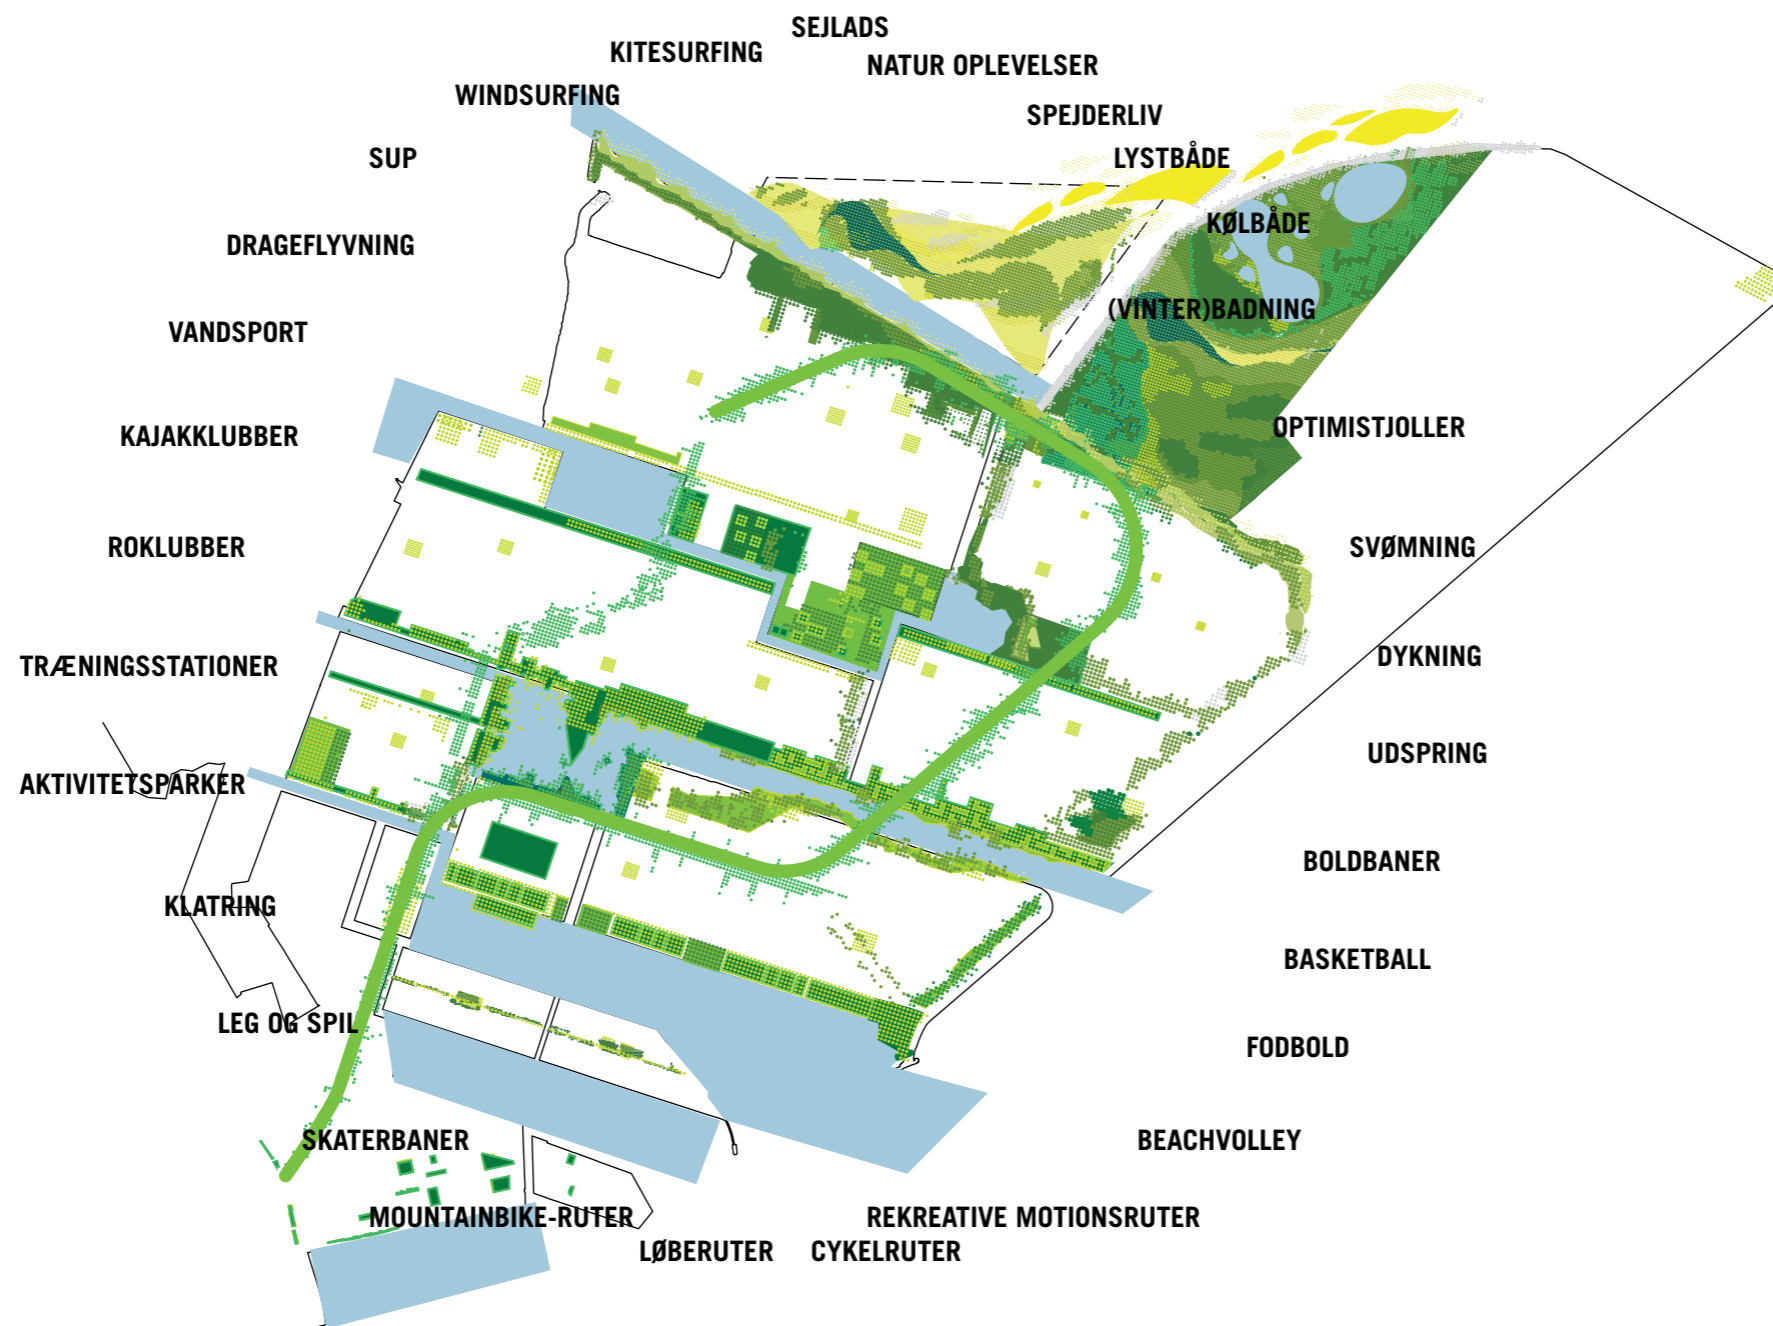 SEJLADS
KITESURFING
NATUR OPLEVELSER
WINDSURFING
SPEJDERLIV
SUP
LYSTBÅDE
KØLBÅDE
DRAGEFLYVNING
(VINTER)BADNING
VANDSPORT
OPTIMISTJOLLER
KAJAKKLUBBER
ROKLUBBER
SVØMNING
DYKNING
TRÆNINGSSTATIONER
UDSPRING
AKTIVITETSPARKER
BOLDBANER
KLATRING
BASKETBALL
LEG OG SPIL
FODBOLD
SKATERBANER
BEACHVOLLEY
MOUNTAINBIKE-RUTER
REKREATIVE MOTIONSRUTER
LØBERUTER
CYKELRUTER